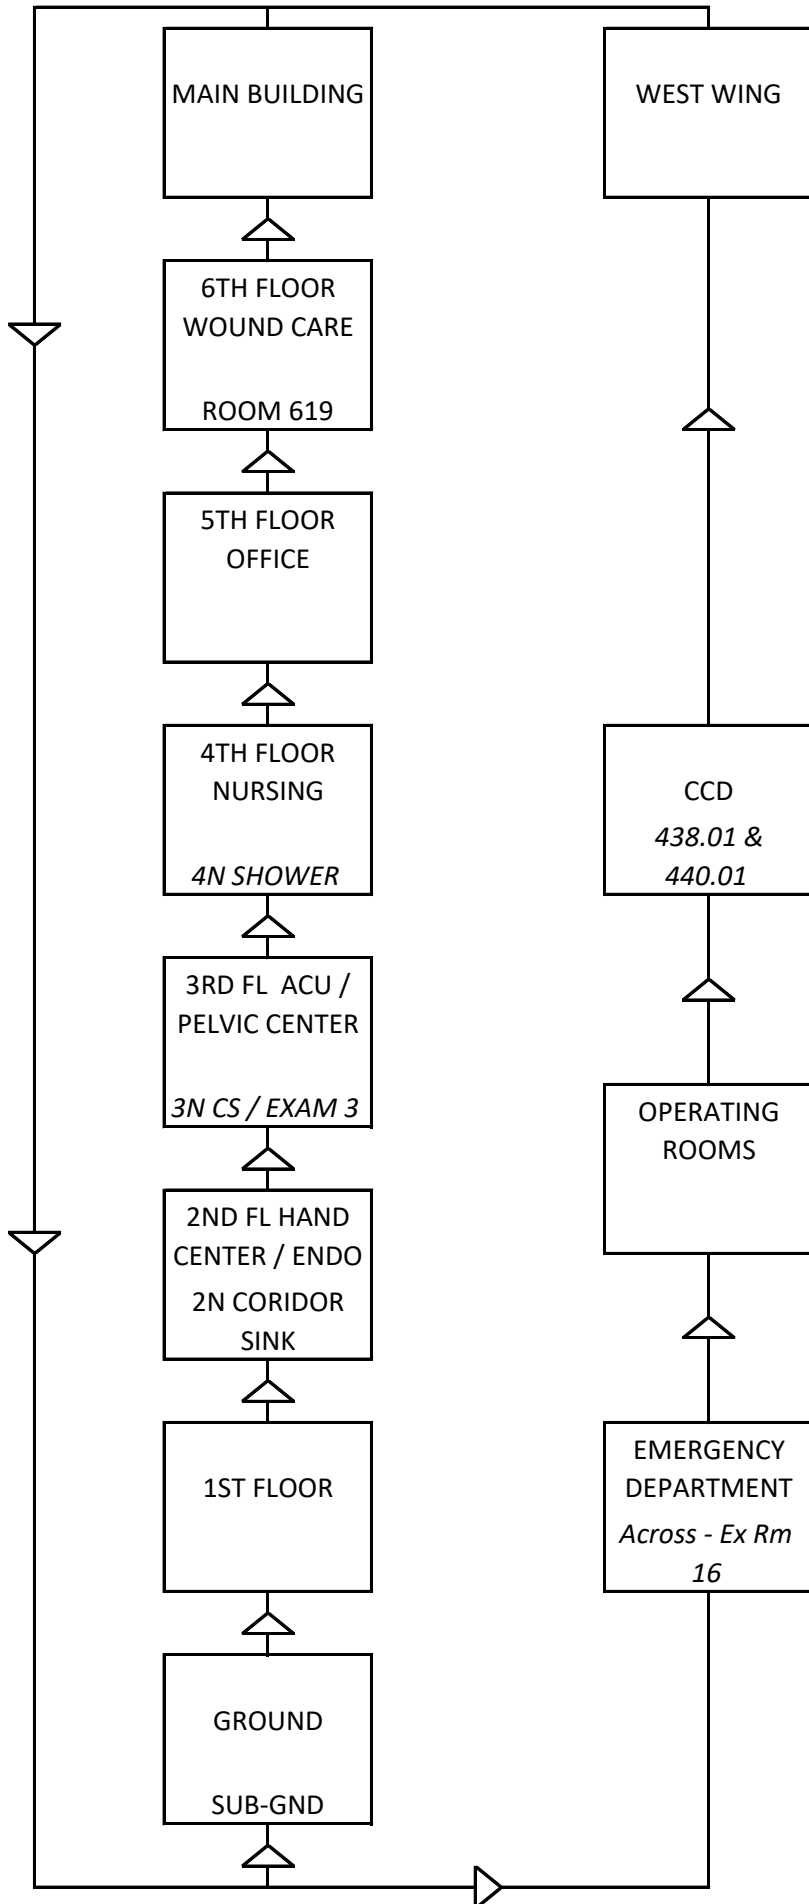 MAIN BUILDING
WEST WING
6TH FLOOR
WOUND CARE
ROOM 619
5TH FLOOR
OFFICE
4TH FLOOR
NURSING
4N SHOWER
CCD
438.01 &
440.01
3RD FL ACU /
PELVIC CENTER
3N CS / EXAM 3
OPERATING
ROOMS
2ND FL HAND
CENTER / ENDO
2N CORIDOR
SINK
1ST FLOOR
EMERGENCY
DEPARTMENT
Across - Ex Rm
16
GROUND
SUB-GND